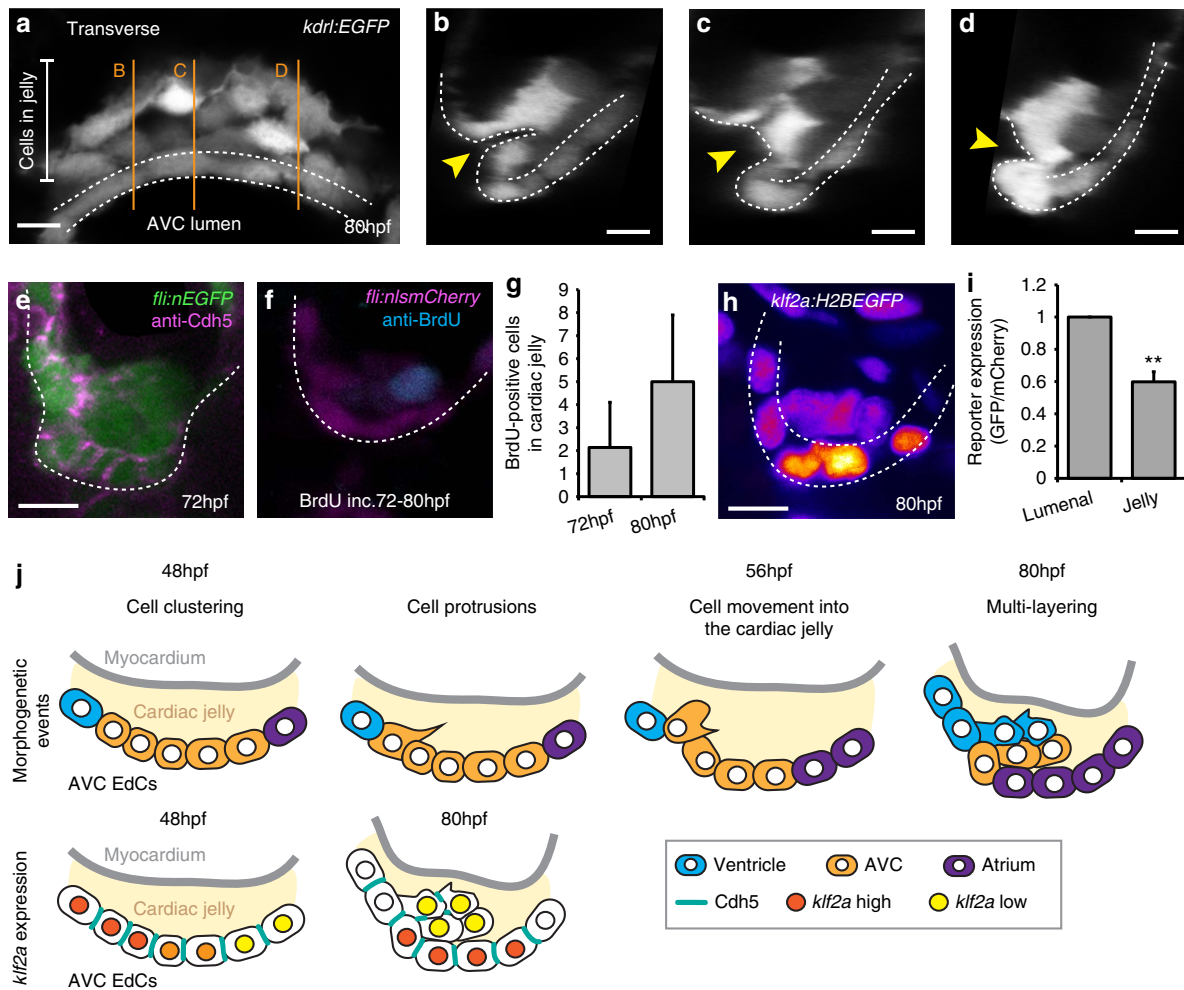 a
Transverse
kdrl:EGFP
B
C
D
Cells in jelly
AVC lumen
80hpf
b
c
d
e
fli:nEGFP
anti-Cdh5
72hpf
f
fli:nlsmCherry
anti-BrdU
BrdU inc.72-80hpf
g
BrdU-positive cells
in cardiac jelly
9
8
7
6
5
4
3
2
1
0
72hpf
80hpf
h
klf2a:H2BEGFP
80hpf
i
Reporter expression
(GFP/mCherry)
1.2
1
0.8
0.6
0.4
0.2
0
**
Lumenal
Jelly
j
48hpf
56hpf
80hpf
Cell clustering
Cell protrusions
Cell movement into
the cardiac jelly
Multi-layering
Morphogenetic
events
Myocardium
Cardiac jelly
AVC EdCs
48hpf
80hpf
klf2a expression
Myocardium
Cardiac jelly
AVC EdCs
Ventricle
AVC
Atrium
Cdh5
klf2a high
klf2a low